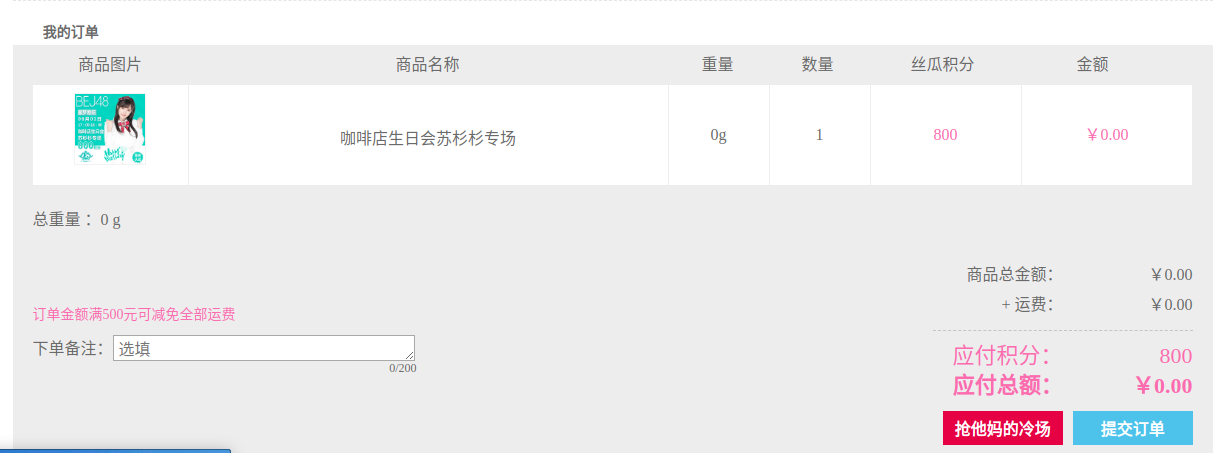 我的订单
商品图片 商品名称 重量 数量 丝瓜积分 金额
BEJ48
咖啡店生日会苏杉杉专场 0g 1 800 ￥0.00
总重量 ：0 g
商品总金额： ￥0.00
+ 运费： ￥0.00
订单金额满500元可减免全部运费
下单备注： 选填
0/200
应付积分： 800
应付总额： ￥0.00
抢他妈的冷场 提交订单